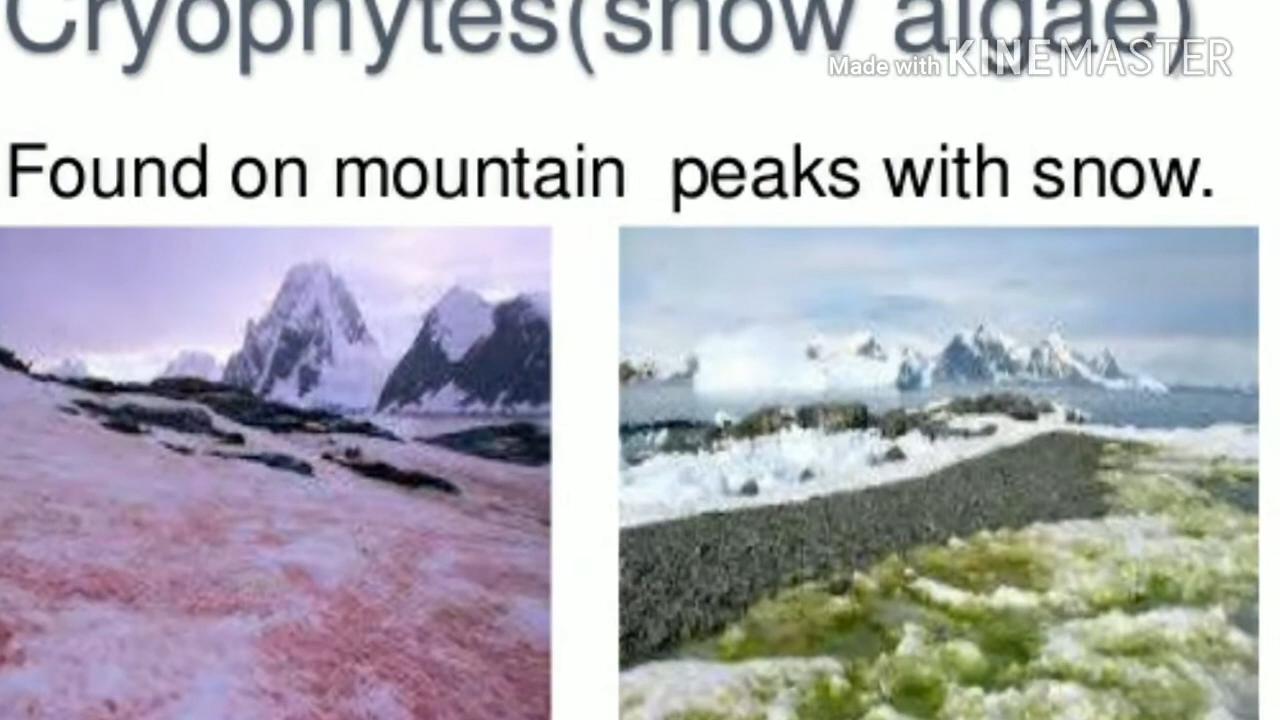 Cryophytes(snow algae)
Made with KINEMASTER
Found on mountain peaks with snow.